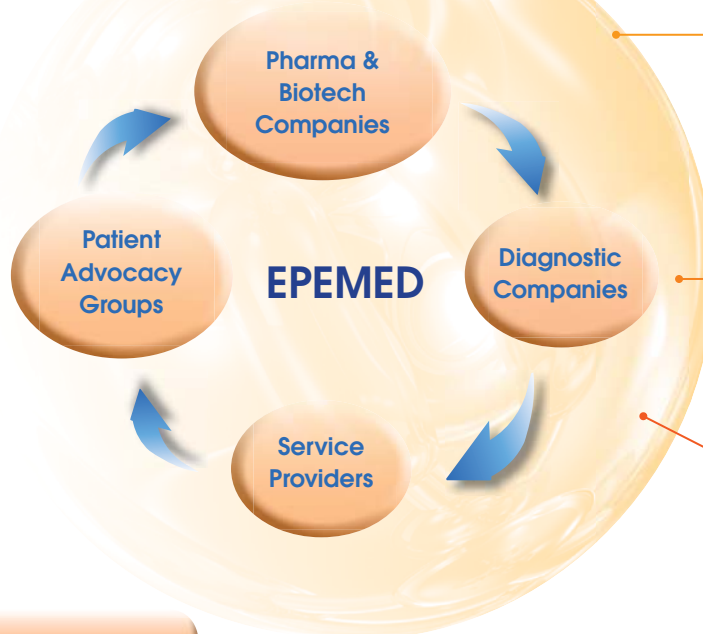 Pharma &
Biotech
Companies
Patient
Advocacy
Groups
EPEMED
Diagnostic
Companies
Service
Providers